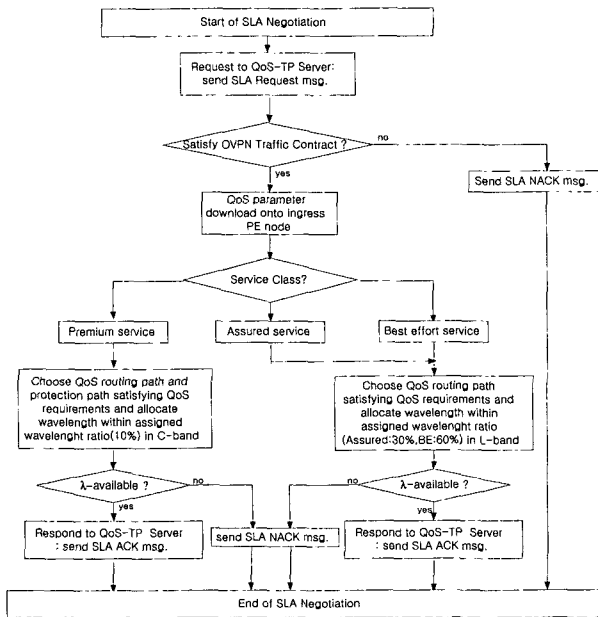 Start of SLA Negotiation
Request to QoS-TP Server:
send SLA Request msg.
Satisfy OVPN Traffic Contract ?
no
yes
Send SLA NACK msg.
QoS parameter
download onto ingress
PE node
Service Class?
Premium service
Assured service
Best effort service
Choose QoS routing path and
protection path satisfying QoS
requirements and allocate
wavelength within assigned
wavelenght ratio(10%) in C-band
Choose QoS routing path
satisfying QoS requirements and
allocate wavelength within
assigned wavelenght ratio
(Assured:30%,BE:60%) in L-band
λ-available ?
no
yes
no
λ-available ?
yes
Respond to QoS-TP Server
: send SLA ACK msg.
send SLA NACK msg.
Respond to QoS-TP Server
: send SLA ACK msg.
End of SLA Negotiation